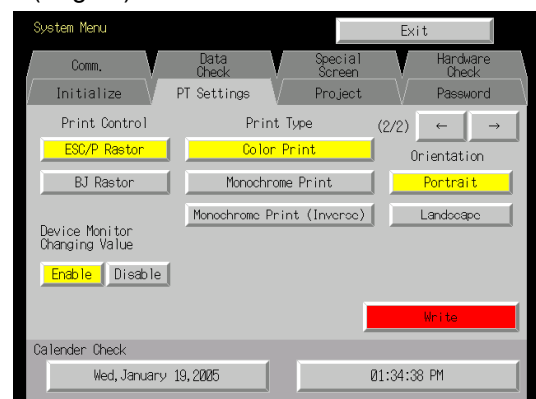 System Menu
Exit
Comm.
Data Check
Special Screen
Hardware Check
Initialize
PT Settings
Project
Password
Print Control
Print Type
(2/2)
←
→
ESC/P Rastor
Color Print
Orientation
BJ Rastor
Monochrome Print
Portrait
Monochrome Print (Inverse)
Landscape
Device Monitor
Changing Value
Enable
Disable
Write
Calender Check
Wed,January 19,2005
01:34:38 PM